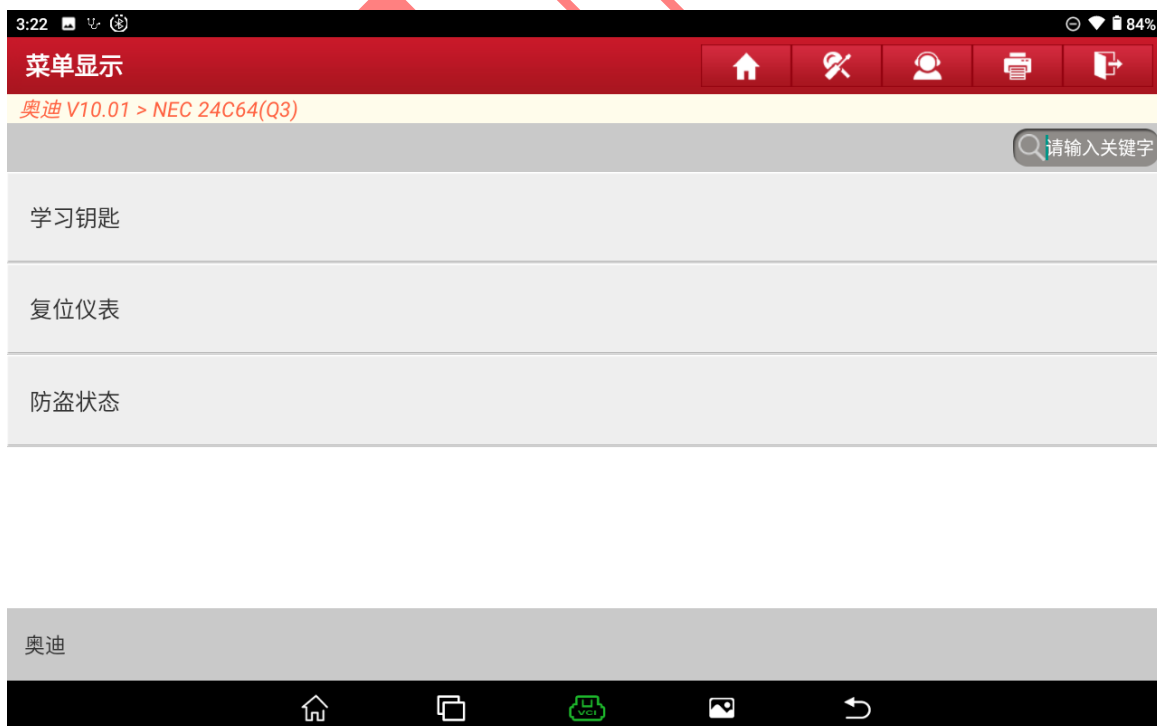 3:22
84%
菜单显示
奥迪 V10.01 > NEC 24C64(Q3)
请输入关键字
学习钥匙
复位仪表
防盗状态
奥迪
VCI